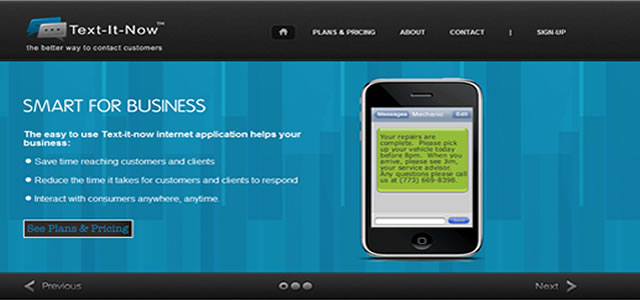 Text-It-Now™
the better way to contact customers
PLANS & PRICING ABOUT CONTACT | SIGN-UP
SMART FOR BUSINESS
The easy to use Text-it-now internet application helps your
business:
Save time reaching customers and clients
Reduce the time it takes for customers and clients to respond
Interact with consumers anywhere, anytime.
See Plans & Pricing
Messages Mechanic Edit
Your repairs are
complete. Please pick
up your vehicle today
before 8pm. When you
arrive, please see Jim,
your service advisor.
Any questions please call
us at (773) 669-8398.
Send
Previous
Next